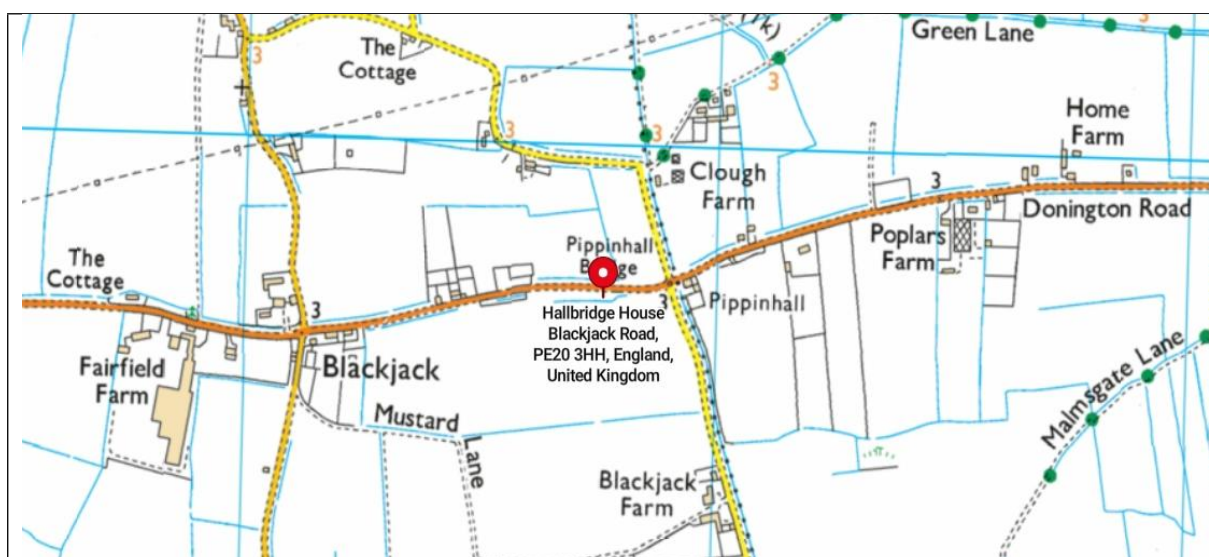 3
The
Cottage
3
3
3
Green Lane
3
Home
Farm
Clough
Farm
3
Donington Road
Poplars
Farm
The
Cottage
Pippinhall
3
Pippinhall
Hallbridge House
Blackjack Road,
PE20 3HH, England,
United Kingdom
3
Fairfield
Farm
Blackjack
Mustard
Lane
Malmsgate Lane
Blackjack
Farm